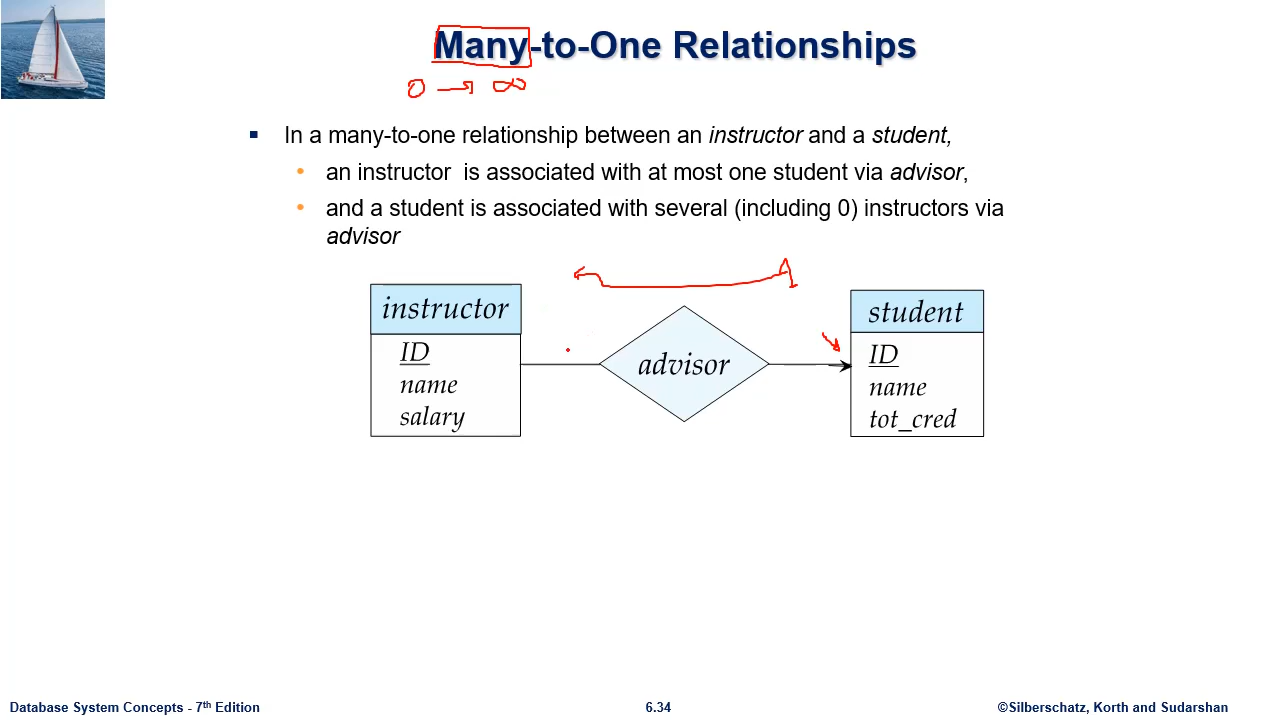 Many-to-One Relationships
0 → ∞
▪ In a many-to-one relationship between an instructor and a student,
• an instructor is associated with at most one student via advisor,
• and a student is associated with several (including 0) instructors via
advisor
instructor
ID
name
salary
advisor
student
ID
name
tot_cred
Database System Concepts - 7th Edition
6.34
©Silberschatz, Korth and Sudarshan